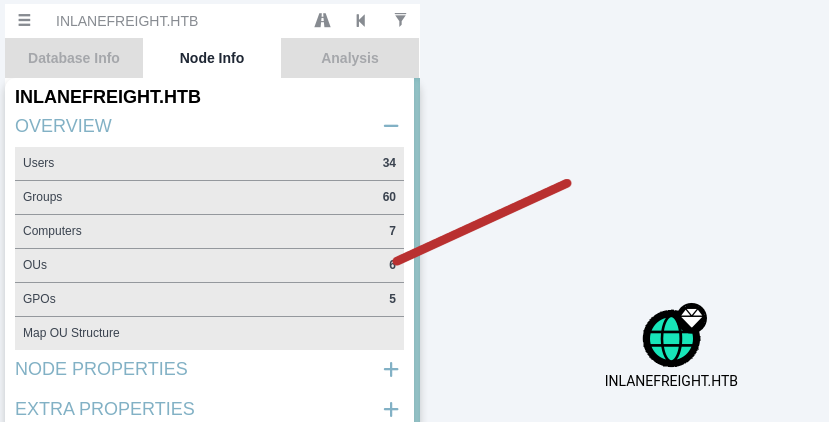 INLANEFREIGHT.HTB
Database Info Node Info Analysis
INLANEFREIGHT.HTB
OVERVIEW
Users 34
Groups 60
Computers 7
OUs 6
GPOs 5
Map OU Structure
NODE PROPERTIES
EXTRA PROPERTIES
INLANEFREIGHT.HTB